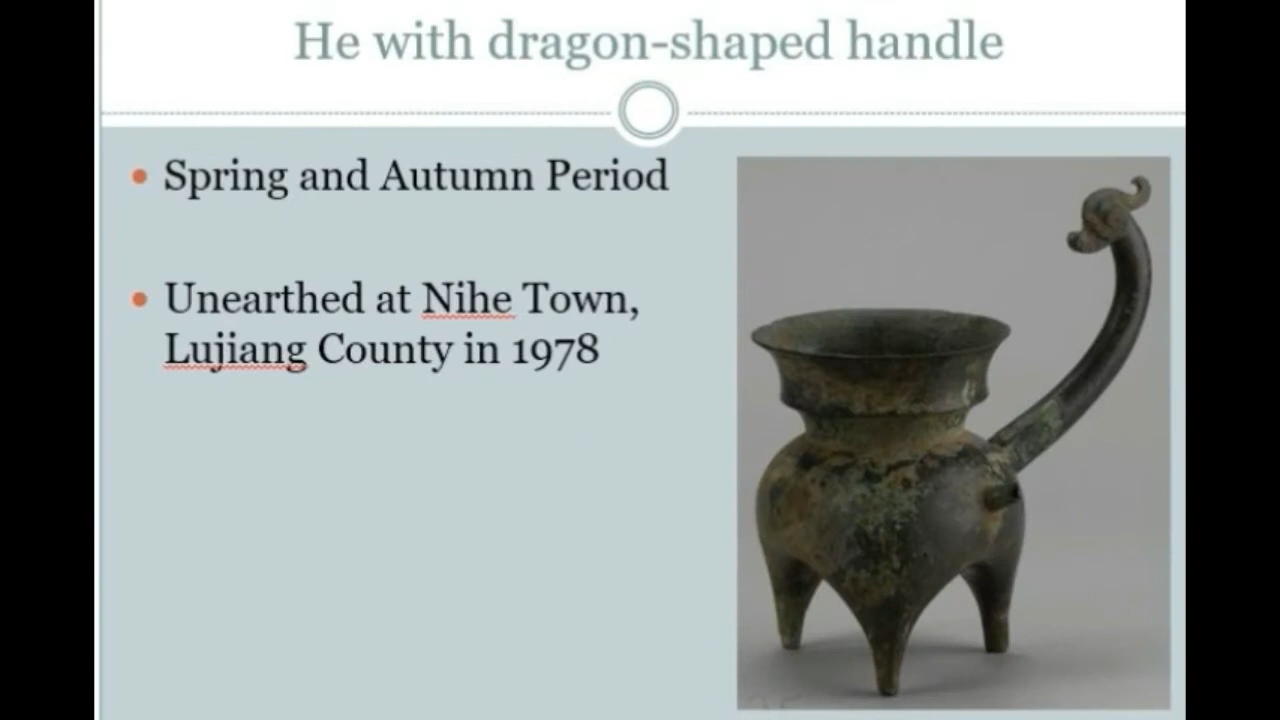 He with dragon-shaped handle
Spring and Autumn Period
Unearthed at Nihe Town,
Lujiang County in 1978